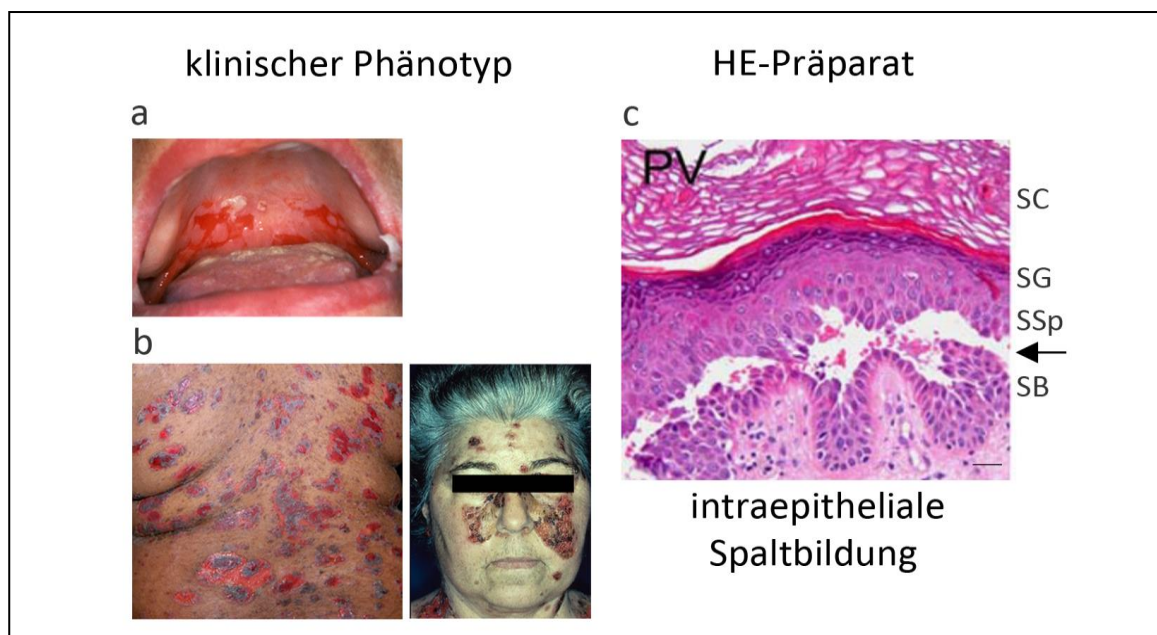 klinischer Phänotyp
HE-Präparat
a
b
c
PV
SC
SG
SSp
SB
intraepitheliale
Spaltbildung